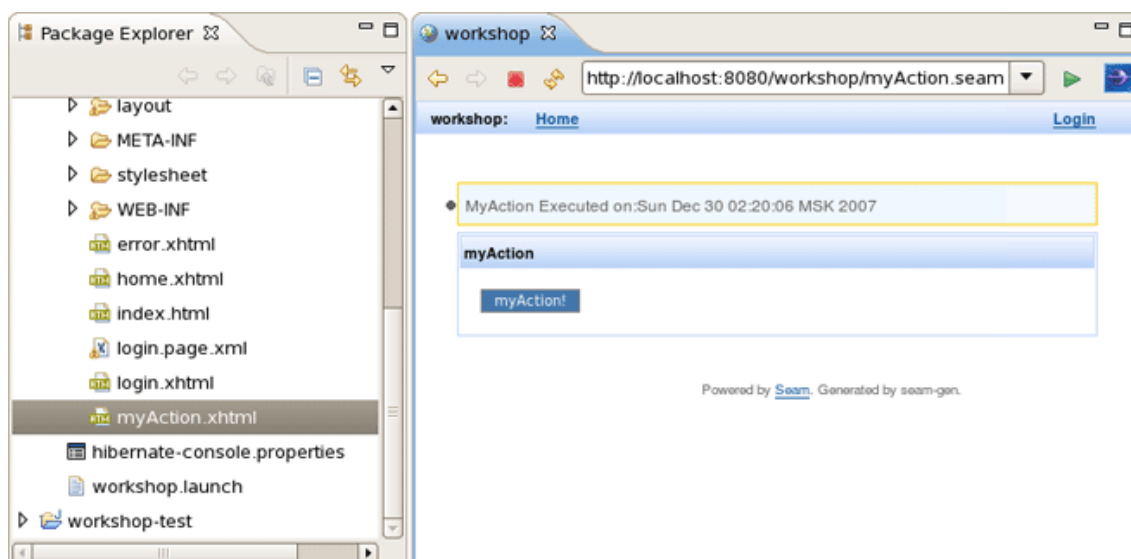 Package Explorer
layout
META-INF
stylesheet
WEB-INF
error.xhtml
home.xhtml
index.html
login.page.xml
login.xhtml
myAction.xhtml
hibernate-console.properties
workshop.launch
workshop-test
workshop
http://localhost:8080/workshop/myAction.seam
workshop: Home Login
MyAction Executed on:Sun Dec 30 02:20:06 MSK 2007
myAction
myAction!
Powered by Seam. Generated by seam-gen.